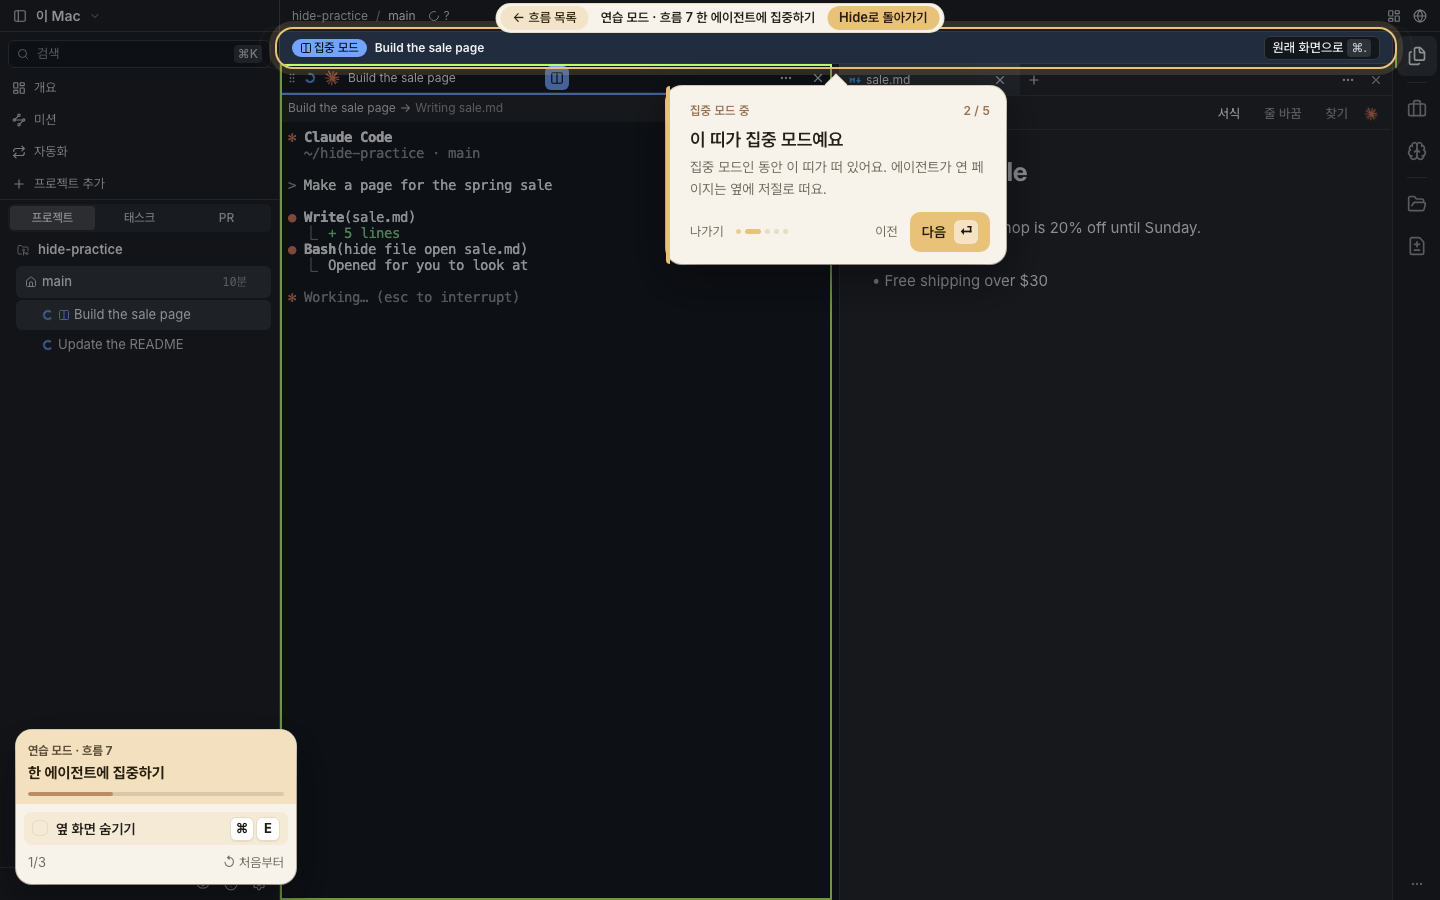 이 Mac
hide-practice / main ?
← 흐름 목록 연습 모드 · 흐름 7 한 에이전트에 집중하기 Hide로 돌아가기
검색 ⌘K
개요
미션
자동화
프로젝트 추가
프로젝트 태스크 PR
hide-practice
main 10분
Build the sale page
Update the README
집중 모드 Build the sale page 원래 화면으로 ⌘.
Build the sale page
Build the sale page → Writing sale.md
Claude Code
~/hide-practice · main
> Make a page for the spring sale
Write(sale.md)
+ 5 lines
Bash(hide file open sale.md)
Opened for you to look at
Working… (esc to interrupt)
sale.md
서식 줄 바꿈 찾기
le
hop is 20% off until Sunday.
• Free shipping over $30
집중 모드 중 2 / 5
이 띠가 집중 모드예요
집중 모드인 동안 이 띠가 떠 있어요. 에이전트가 연 페
이지는 옆에 저절로 떠요.
나가기 이전 다음
연습 모드 · 흐름 7
한 에이전트에 집중하기
옆 화면 숨기기 ⌘ E
1/3 처음부터